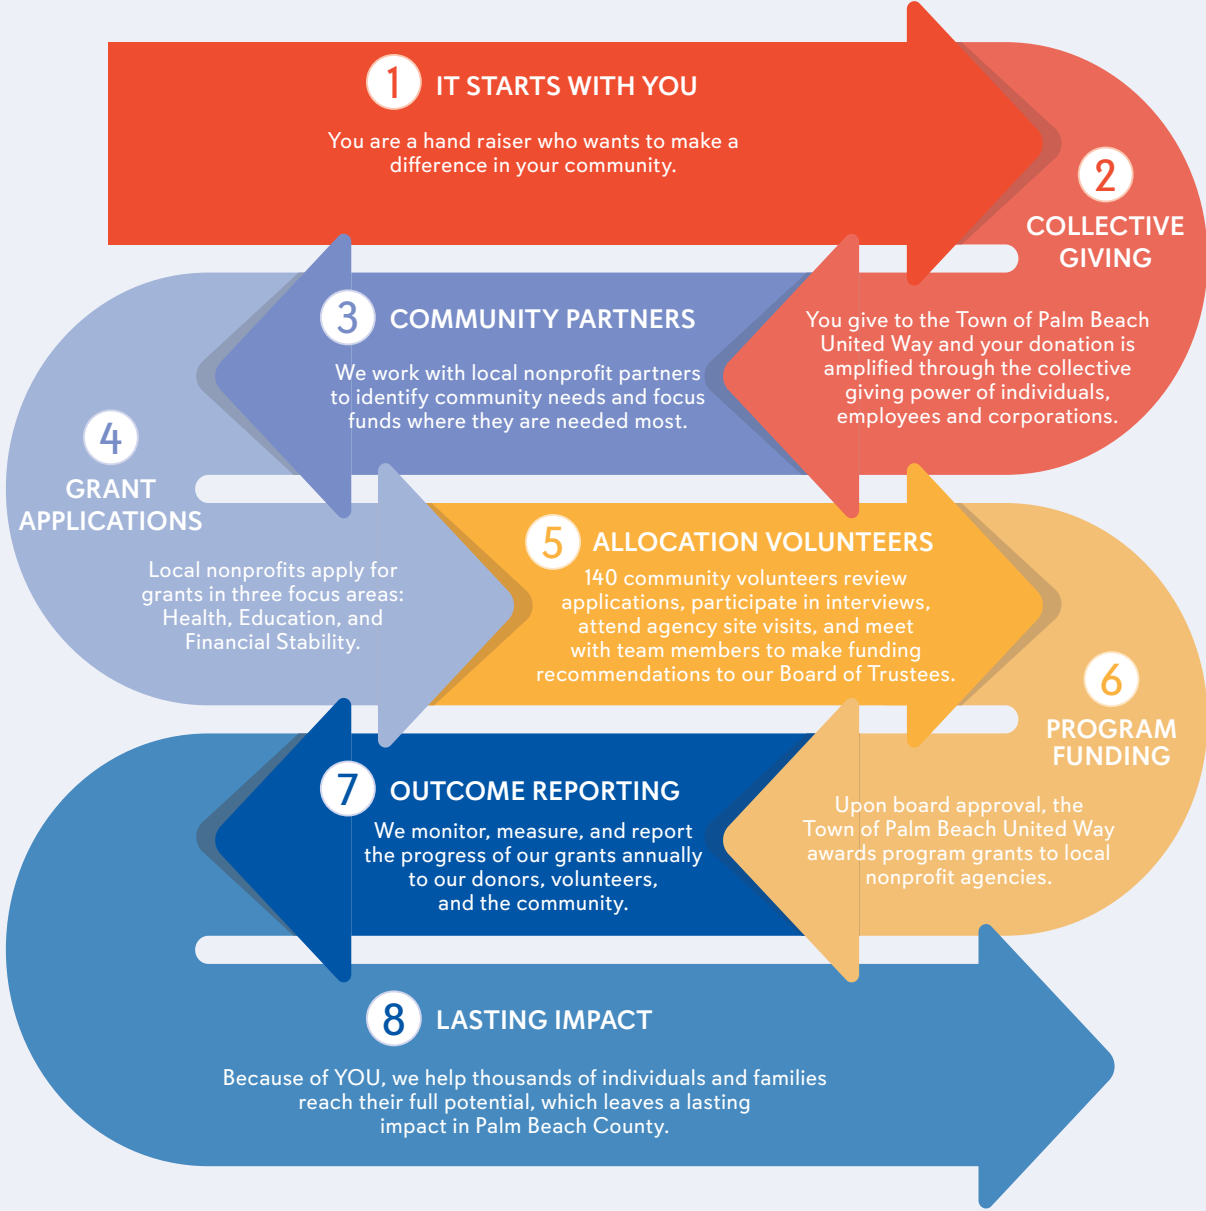 1 IT STARTS WITH YOU
You are a hand raiser who wants to make a
difference in your community.
2
COLLECTIVE
GIVING
You give to the Town of Palm Beach
United Way and your donation is
amplified through the collective
giving power of individuals,
employees and corporations.
3 COMMUNITY PARTNERS
We work with local nonprofit partners
to identify community needs and focus
funds where they are needed most.
4
GRANT
APPLICATIONS
Local nonprofits apply for
grants in three focus areas:
Health, Education, and
Financial Stability.
5 ALLOCATION VOLUNTEERS
140 community volunteers review
applications, participate in interviews,
attend agency site visits, and meet
with team members to make funding
recommendations to our Board of Trustees.
6
PROGRAM
FUNDING
Upon board approval, the
Town of Palm Beach United Way
awards program grants to local
nonprofit agencies.
7 OUTCOME REPORTING
We monitor, measure, and report
the progress of our grants annually
to our donors, volunteers,
and the community.
8 LASTING IMPACT
Because of YOU, we help thousands of individuals and families
reach their full potential, which leaves a lasting
impact in Palm Beach County.